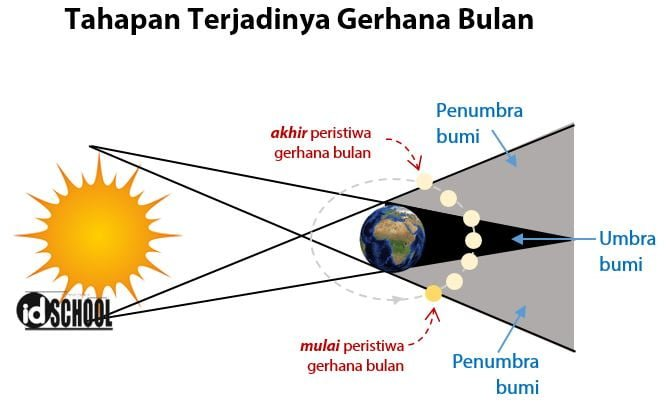 Tahapan Terjadinya Gerhana Bulan
akhir peristiwa
gerhana bulan
Penumbra
bumi
Umbra
bumi
idSCHOOL
mulai peristiwa
gerhana bulan
Penumbra
bumi